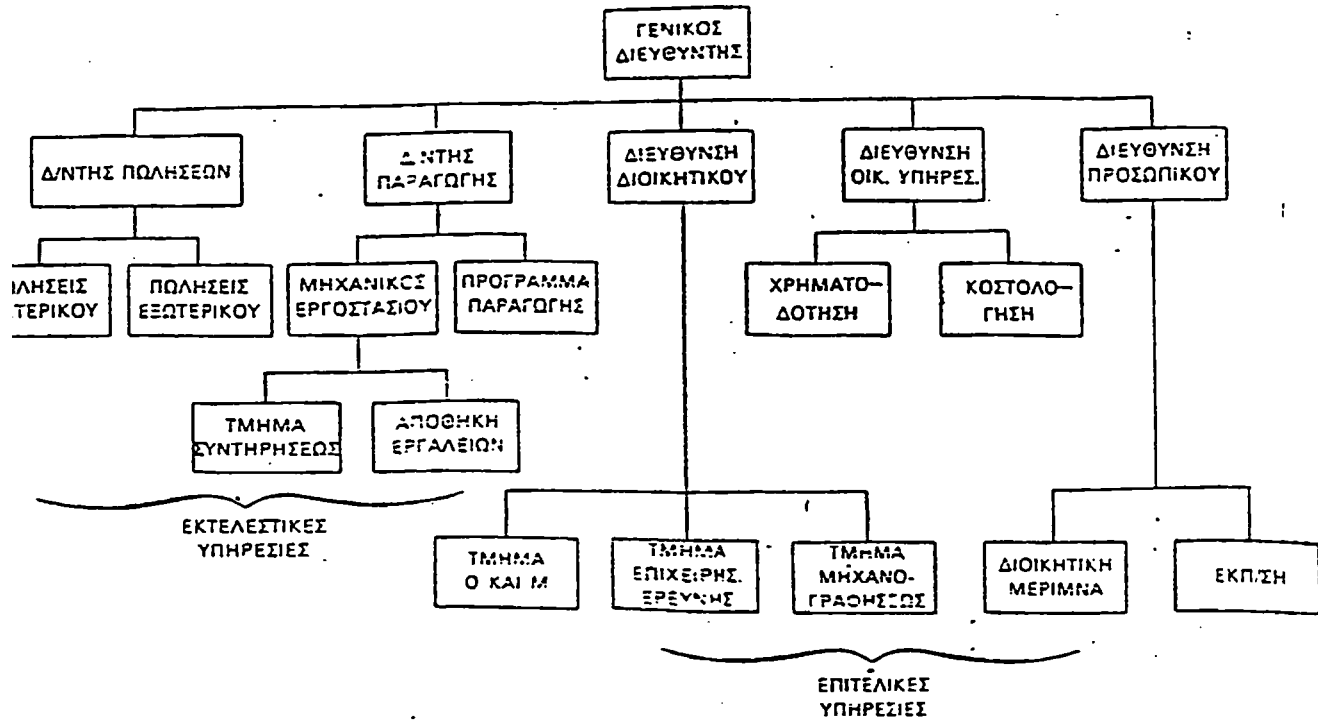 ΓΕΝΙΚΟΣ
ΔΙΕΥΘΥΝΤΗΣ
Δ/ΝΤΗΣ ΠΩΛΗΣΕΩΝ
Δ/ΝΤΗΣ
ΠΑΡΑΓΩΓΗΣ
ΔΙΕΥΘΥΝΣΗ
ΔΙΟΙΚΗΤΙΚΟΥ
ΔΙΕΥΘΥΝΣΗ
ΟΙΚ. ΥΠΗΡΕΣ.
ΔΙΕΥΘΥΝΣΗ
ΠΡΟΣΩΠΙΚΟΥ
ΩΛΗΣΕΙΣ
ΩΤΕΡΙΚΟΥ
ΠΩΛΗΣΕΙΣ
ΕΞΩΤΕΡΙΚΟΥ
ΜΗΧΑΝΙΚΟΣ
ΕΡΓΟΣΤΑΣΙΟΥ
ΠΡΟΓΡΑΜΜΑ
ΠΑΡΑΓΩΓΗΣ
ΧΡΗΜΑΤΟ–
ΔΟΤΗΣΗ
ΚΟΣΤΟΛΟ–
ΓΗΣΗ
ΤΜΗΜΑ
ΣΥΝΤΗΡΗΣΕΩΣ
ΑΠΟΘΗΚΗ
ΕΡΓΑΛΕΙΩΝ
ΕΚΤΕΛΕΣΤΙΚΕΣ
ΥΠΗΡΕΣΙΕΣ
ΤΜΗΜΑ
Ο ΚΑΙ Μ
ΤΜΗΜΑ
ΕΠΙΧΕΙΡΗΣ.
ΕΡΕΥΝΗΣ
ΤΜΗΜΑ
ΜΗΧΑΝΟ-
ΓΡΑΦΗΣΕΩΣ
ΔΙΟΙΚΗΤΙΚΗ
ΜΕΡΙΜΝΑ
ΕΚΠ/ΣΗ
ΕΠΙΤΕΛΙΚΕΣ
ΥΠΗΡΕΣΙΕΣ